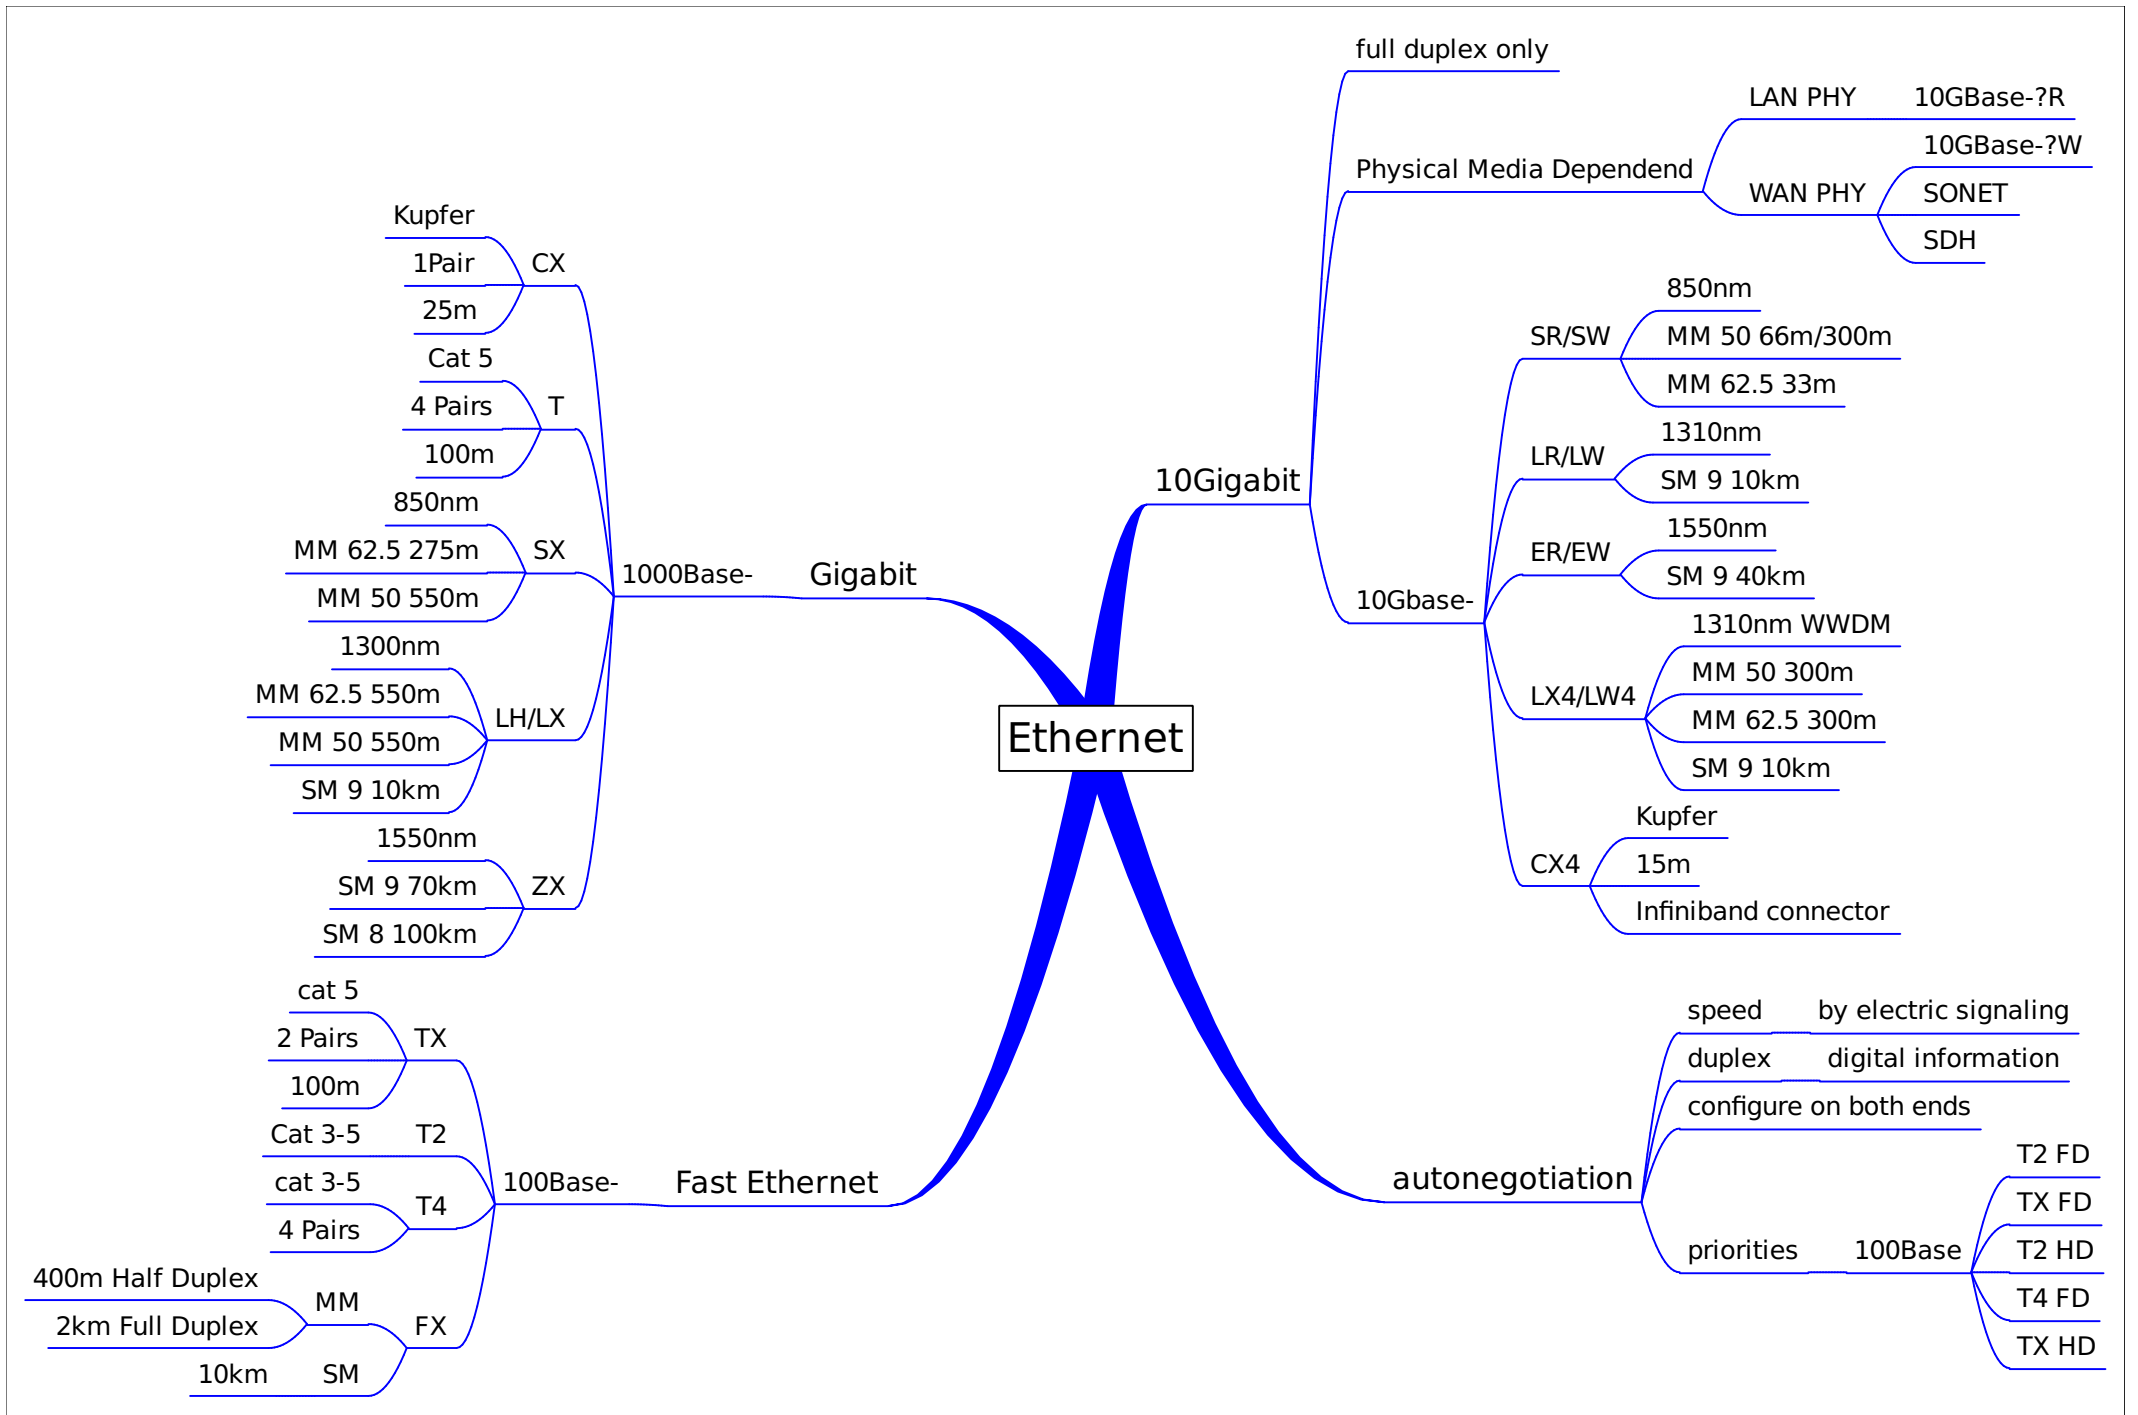 Ethernet
10Gigabit
full duplex only
Physical Media Dependend
LAN PHY
10GBase-?R
WAN PHY
10GBase-?W
SONET
SDH
10Gbase-
SR/SW
850nm
MM 50 66m/300m
MM 62.5 33m
LR/LW
1310nm
SM 9 10km
ER/EW
1550nm
SM 9 40km
LX4/LW4
1310nm WWDM
MM 50 300m
MM 62.5 300m
SM 9 10km
CX4
Kupfer
15m
Infiniband connector
autonegotiation
speed
by electric signaling
duplex
digital information
configure on both ends
priorities
100Base
T2 FD
TX FD
T2 HD
T4 FD
TX HD
Gigabit
1000Base-
CX
Kupfer
1Pair
25m
T
Cat 5
4 Pairs
100m
SX
850nm
MM 62.5 275m
MM 50 550m
LH/LX
1300nm
MM 62.5 550m
MM 50 550m
SM 9 10km
ZX
1550nm
SM 9 70km
SM 8 100km
Fast Ethernet
100Base-
TX
cat 5
2 Pairs
100m
T2
Cat 3-5
T4
cat 3-5
4 Pairs
FX
MM
400m Half Duplex
2km Full Duplex
SM
10km